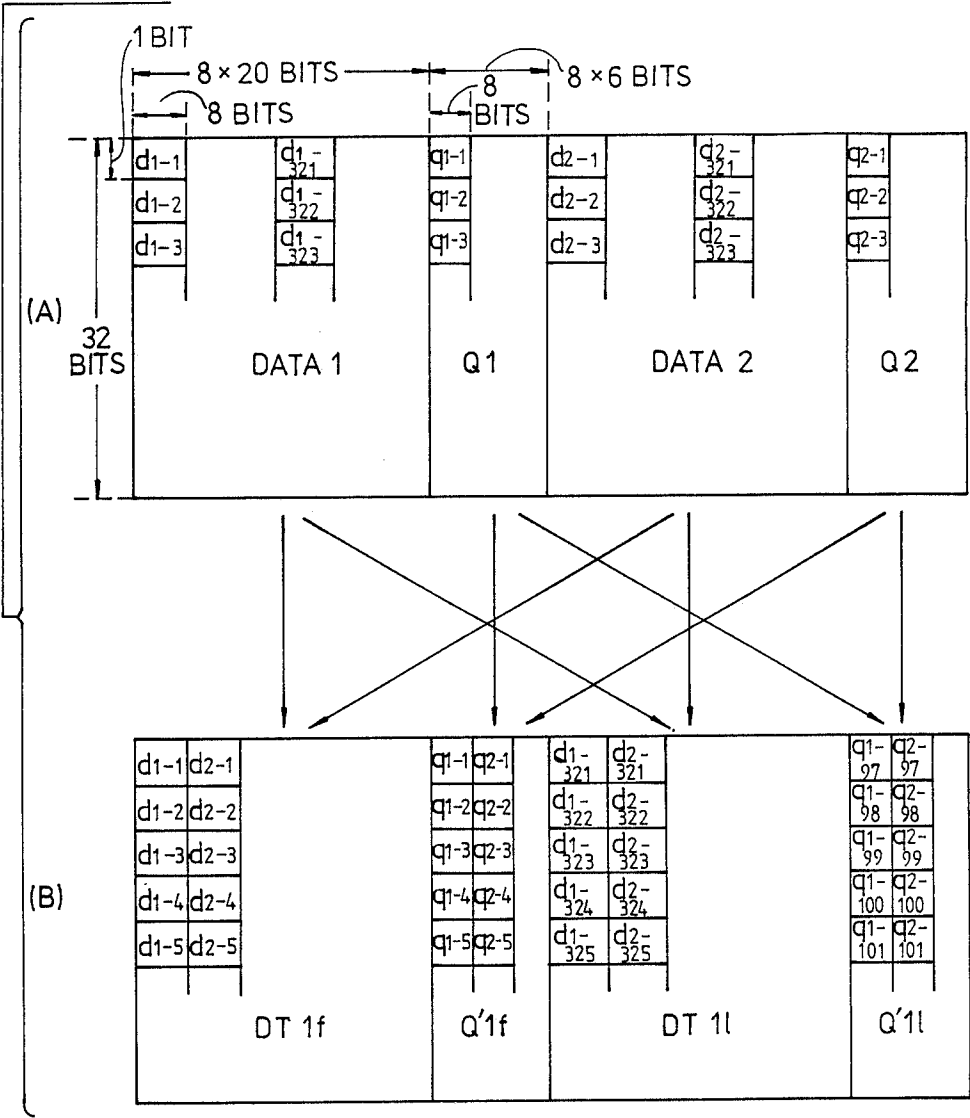 1 BIT
8 × 20 BITS
8 × 6 BITS
8 BITS
8
BITS
d1-1
d1-
321
q1-1
d2-1
d2-
321
q2-1
d1-2
d1-
322
q1-2
d2-2
d2-
322
q2-2
d1-3
d1-
323
q1-3
d2-3
d2-
323
q2-3
(A)
32
BITS
DATA 1
Q1
DATA 2
Q2
d1-1 d2-1
q1-1 q2-1
d1-
321
d2-
321
q1-
97
q2-
97
d1-2 d2-2
q1-2 q2-2
d1-
322
d2-
322
q1-
98
q2-
98
d1-3 d2-3
q1-3 q2-3
d1-
323
d2-
323
q1-
99
q2-
99
(B)
d1-4 d2-4
q1-4 q2-4
d1-
324
d2-
324
q1-
100
q2-
100
d1-5 d2-5
q1-5 q2-5
d1-
325
d2-
325
q1-
101
q2-
101
DT 1f
Q'1f
DT 1l
Q'1l